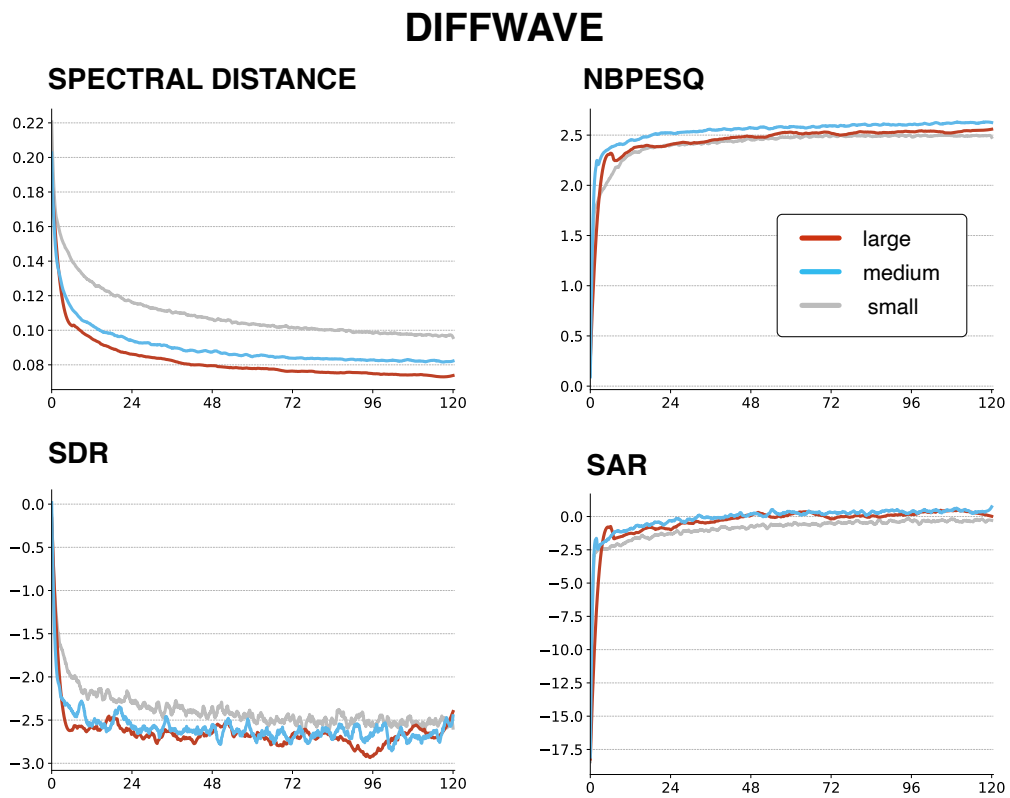 DIFFWAVE
SPECTRAL DISTANCE
0.22
0.20
0.18
0.16
0.14
0.12
0.10
0.08
0 24 48 72 96 120
NBPESQ
2.5
2.0
1.5
1.0
0.5
0.0
0 24 48 72 96 120
large
medium
small
SDR
0.0
−0.5
−1.0
−1.5
−2.0
−2.5
−3.0
0 24 48 72 96 120
SAR
0.0
−2.5
−5.0
−7.5
−10.0
−12.5
−15.0
−17.5
0 24 48 72 96 120